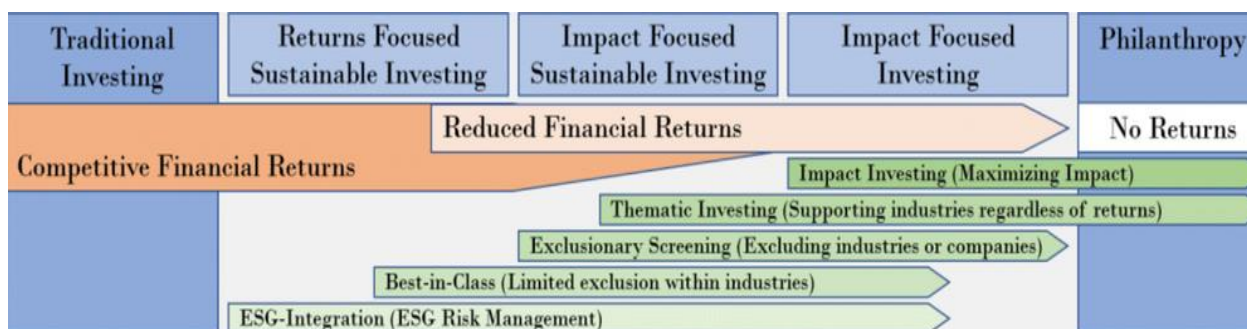 Traditional
Investing
Returns Focused
Sustainable Investing
Impact Focused
Sustainable Investing
Impact Focused
Investing
Philanthropy
Reduced Financial Returns
No Returns
Competitive Financial Returns
Impact Investing (Maximizing Impact)
Thematic Investing (Supporting industries regardless of returns)
Exclusionary Screening (Excluding industries or companies)
Best-in-Class (Limited exclusion within industries)
ESG-Integration (ESG Risk Management)